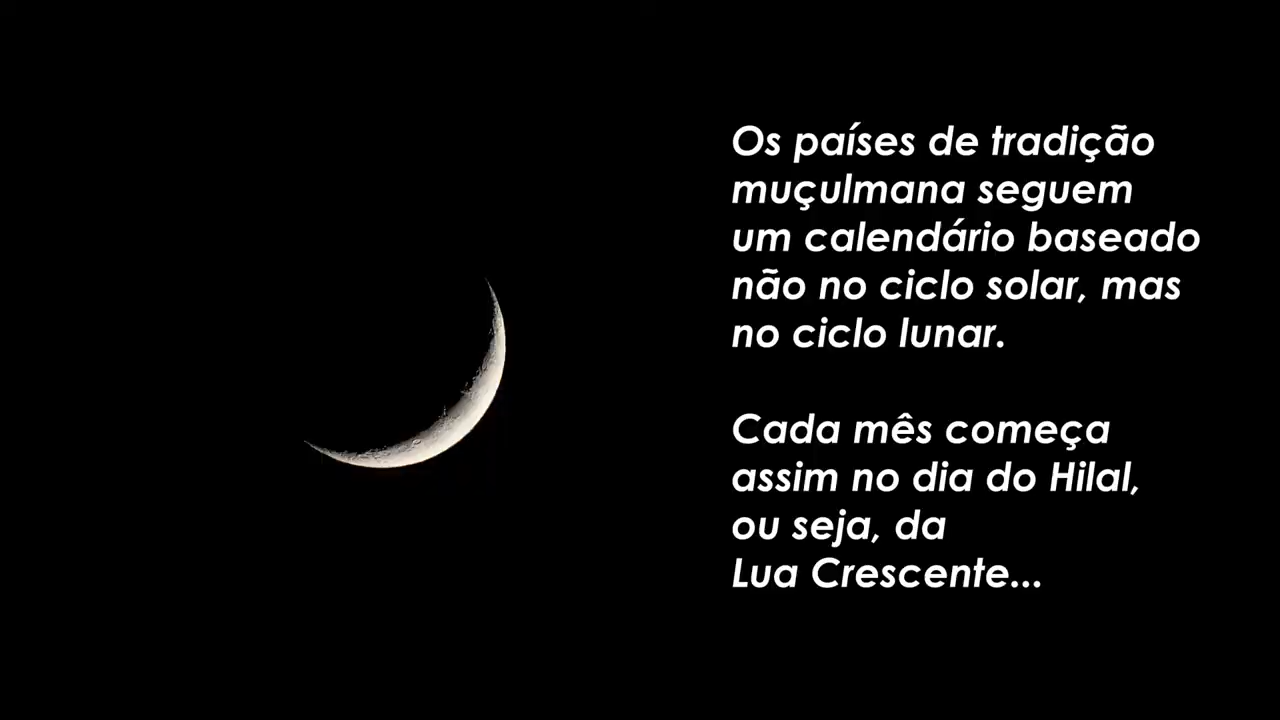 Os países de tradição
muçulmana seguem
um calendário baseado
não no ciclo solar, mas
no ciclo lunar.
Cada mês começa
assim no dia do Hilal,
ou seja, da
Lua Crescente...